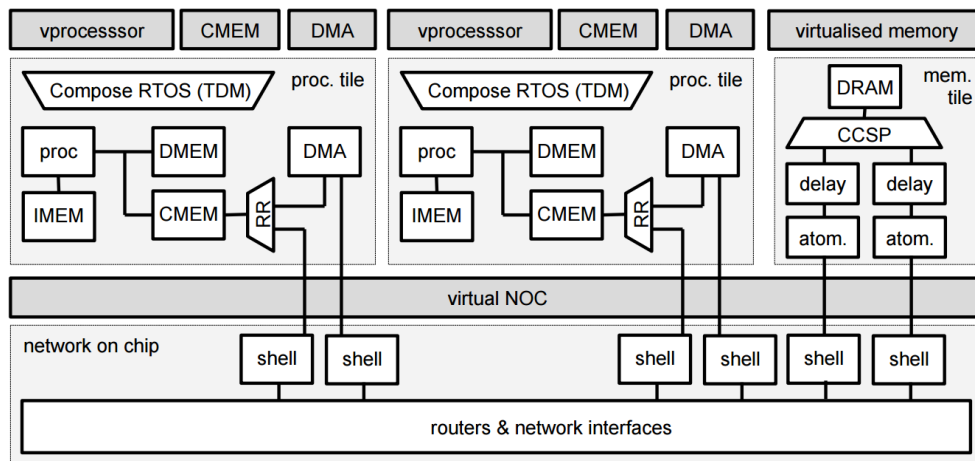 vprocesssor
CMEM
DMA
vprocesssor
CMEM
DMA
virtualised memory
Compose RTOS (TDM)
proc. tile
proc
DMEM
DMA
IMEM
CMEM
RR
Compose RTOS (TDM)
proc. tile
proc
DMEM
DMA
IMEM
CMEM
RR
DRAM
mem.
tile
CCSP
delay
delay
atom.
atom.
virtual NOC
network on chip
shell
shell
shell
shell
shell
shell
routers & network interfaces